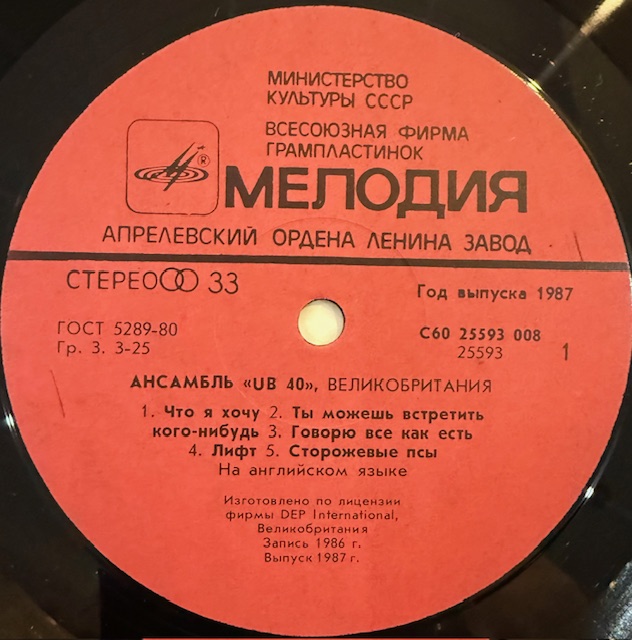 МИНИСТЕРСТВО
КУЛЬТУРЫ СССР
ВСЕСОЮЗНАЯ ФИРМА
ГРАМПЛАСТИНОК
®
МЕЛОДИЯ
АПРЕЛЕВСКИЙ ОРДЕНА ЛЕНИНА ЗАВОД
СТЕРЕО 33
Год выпуска 1987
ГОСТ 5289-80
Гр. 3. 3-25
С60 25593 008
25593 1
АНСАМБЛЬ «UB 40», ВЕЛИКОБРИТАНИЯ
1. Что я хочу 2. Ты можешь встретить
кого-нибудь 3. Говорю все как есть
4. Лифт 5. Сторожевые псы
На английском языке
Изготовлено по лицензии
фирмы DEP International,
Великобритания
Запись 1986 г.
Выпуск 1987 г.